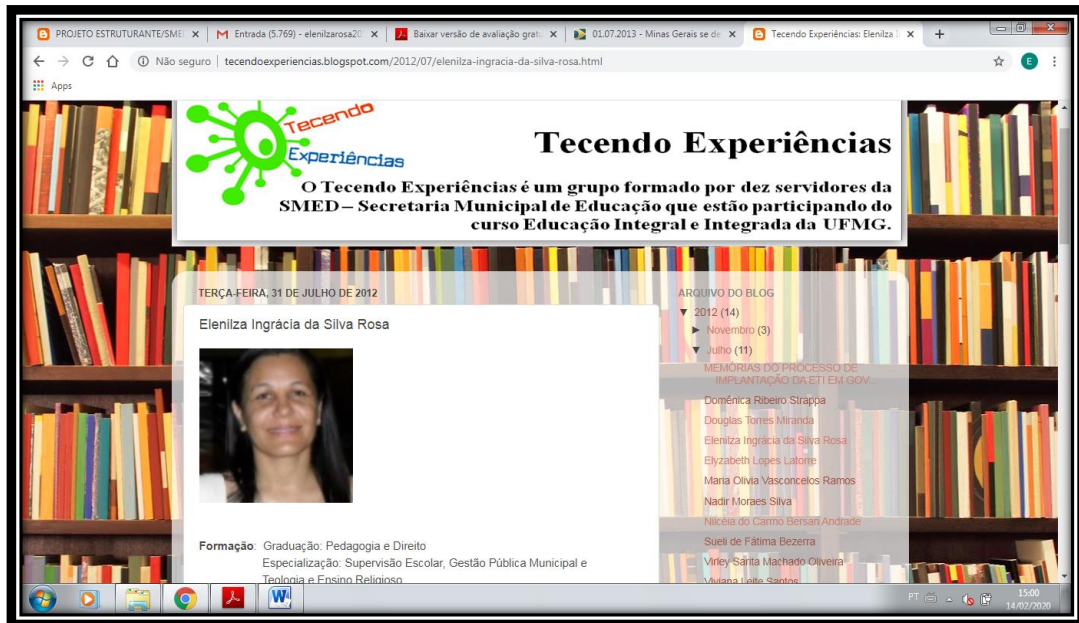 PROJETO ESTRUTURANTE/SME
Entrada (5.769) - elenilzarosa20
Baixar versão de avaliação grat
01.07.2013 - Minas Gerais se de
Tecendo Experiências: Elenilza I
Não seguro | tecendoexperiencias.blogspot.com/2012/07/elenilza-ingracia-da-silva-rosa.html
E
Apps
Tecendo
Experiências
Tecendo Experiências
O Tecendo Experiências é um grupo formado por dez servidores da
SMED – Secretaria Municipal de Educação que estão participando do
curso Educação Integral e Integrada da UFMG.
TERÇA-FEIRA, 31 DE JULHO DE 2012
Elenilza Ingrácia da Silva Rosa
Formação: Graduação: Pedagogia e Direito
Especialização: Supervisão Escolar, Gestão Pública Municipal e
Teologia e Ensino Religioso
ARQUIVO DO BLOG
▼ 2012 (14)
► Novembro (3)
▼ Julho (11)
MEMÓRIAS DO PROCESSO DE
IMPLANTAÇÃO DA ETI EM GOV...
Domênica Ribeiro Strappa
Douglas Torres Miranda
Elenilza Ingrácia da Silva Rosa
Elyzabeth Lopes Latorre
Maria Olivia Vasconcelos Ramos
Nadir Moraes Silva
Nilcéia do Carmo Bersan Andrade
Sueli de Fátima Bezerra
Virley Santa Machado Oliveira
Viviana Leite Santos
PT
15:00
14/02/2020